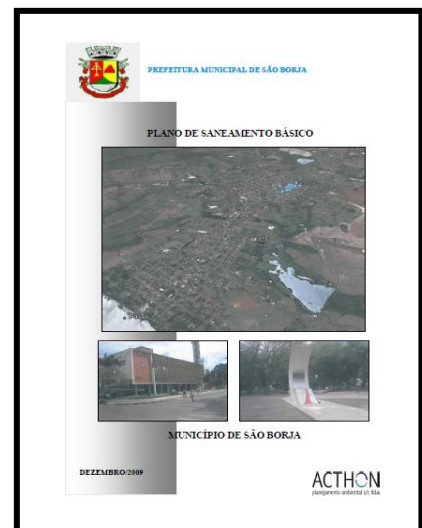 PREFEITURA MUNICIPAL DE SÃO BORJA
PLANO DE SANEAMENTO BÁSICO
MUNICÍPIO DE SÃO BORJA
DEZEMBRO/2009
ACTHON
planejamento ambiental s/c ltda